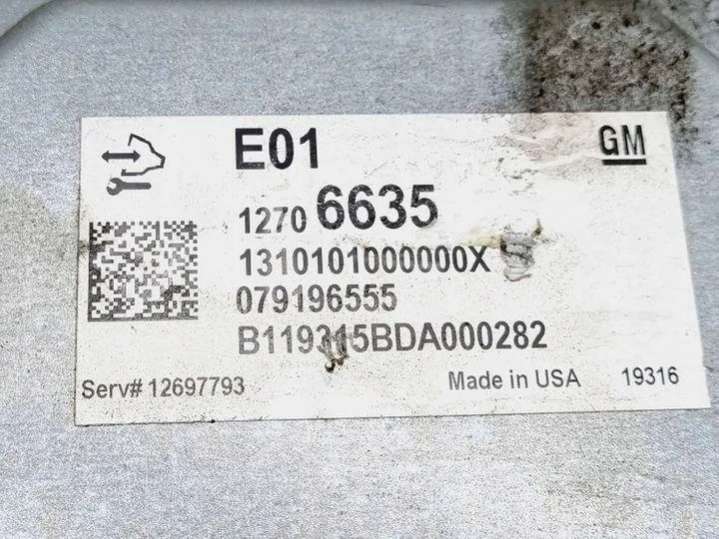 E01 GM
1270 6635
1310101000000X
079196555
B119315BDA000282
Serv# 12697793 Made in USA 19316